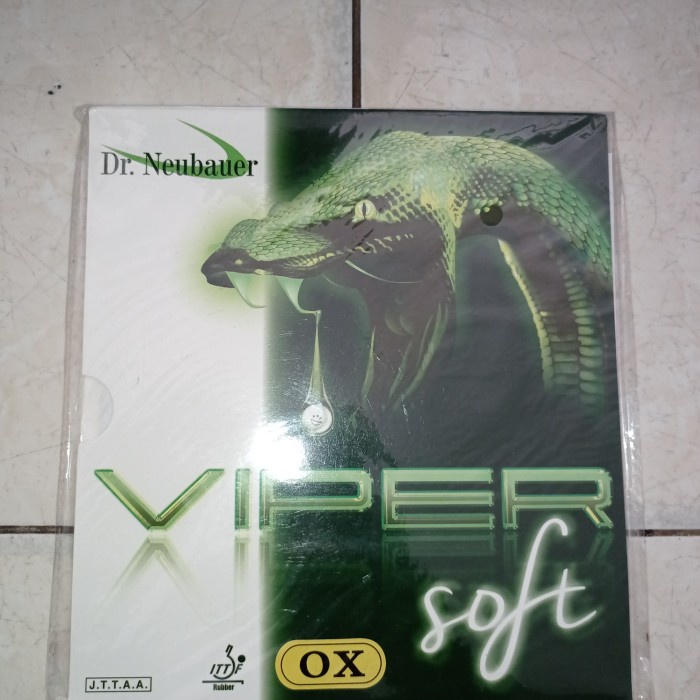 Dr. Neubauer
VIPER
soft
OX
ITTF
Rubber
J.T.T.A.A.